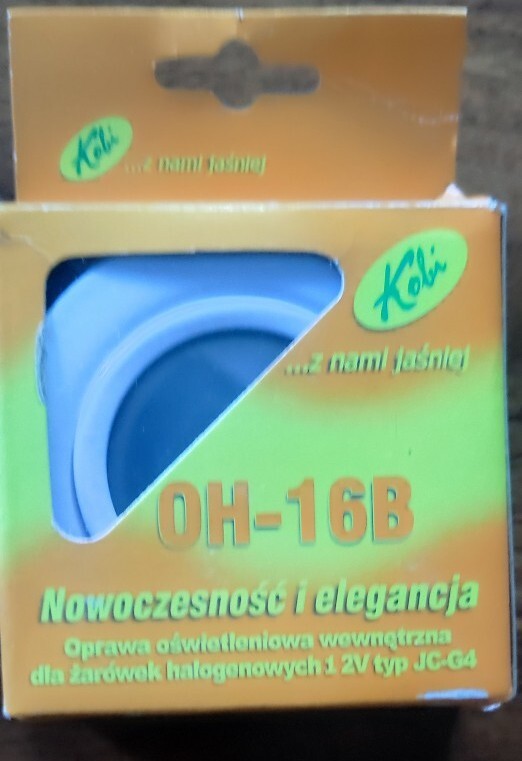 Kobi
...z nami jaśniej
Kobi
...z nami jaśniej
OH-16B
Nowoczesność i elegancja
Oprawa oświetleniowa wewnętrzna
dla żarówek halogenowych 12V typ JC-G4